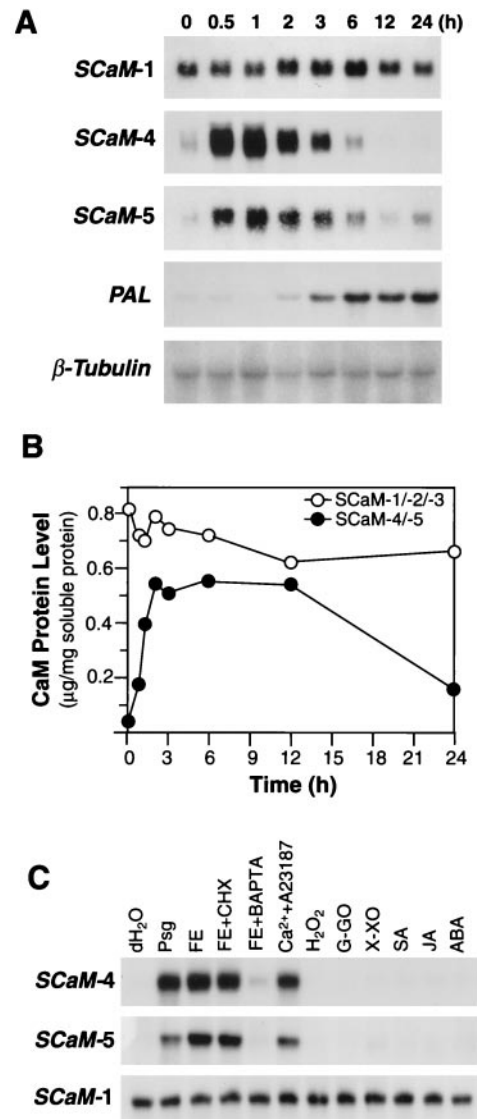 A
0 0.5 1 2 3 6 12 24 (h)
SCaM-1
SCaM-4
SCaM-5
PAL
β-Tubulin
B
CaM Protein Level
(μg/mg soluble protein)
0.8
0.6
0.4
0.2
SCaM-1/-2/-3
SCaM-4/-5
0 3 6 9 12 15 18 21 24
Time (h)
C
dH₂O
Psg
FE
FE+CHX
FE+BAPTA
Ca²⁺+A23187
H₂O₂
G-GO
X-XO
SA
JA
ABA
SCaM-4
SCaM-5
SCaM-1